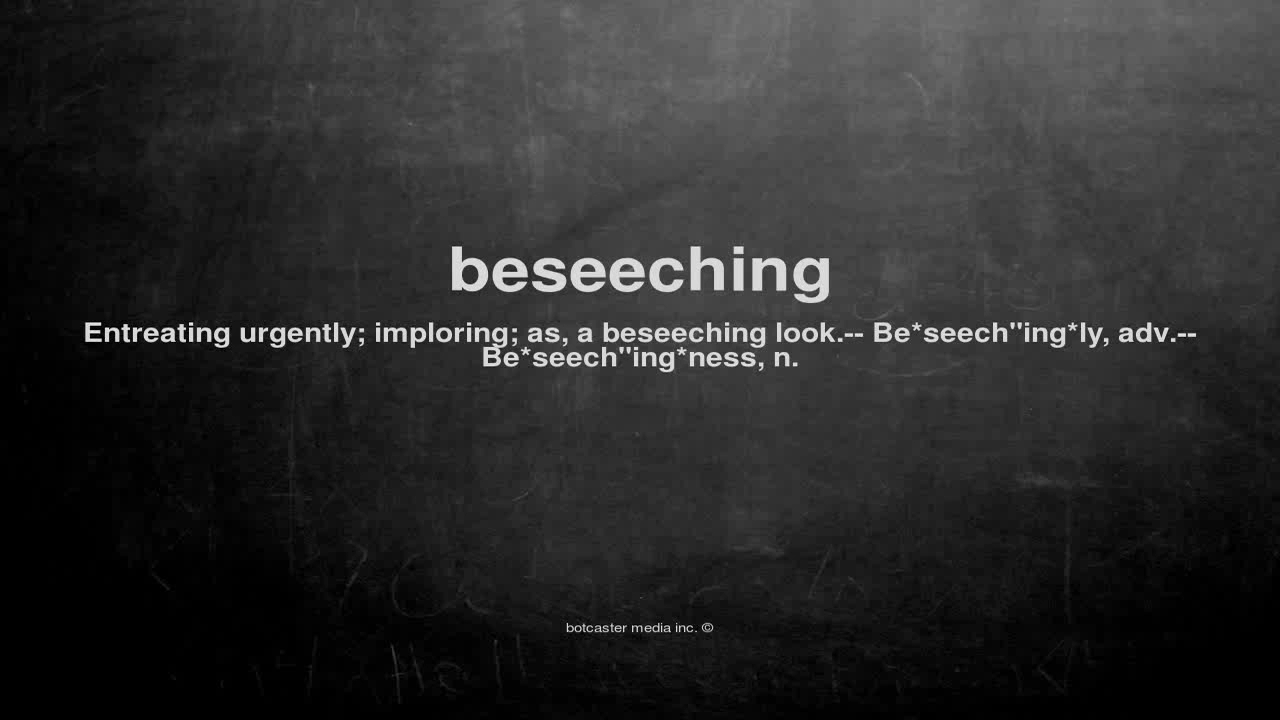 beseeching
Entreating urgently; imploring; as, a beseeching look.-- Be*seech"ing*ly, adv.--
Be*seech"ing*ness, n.
botcaster media inc. ©